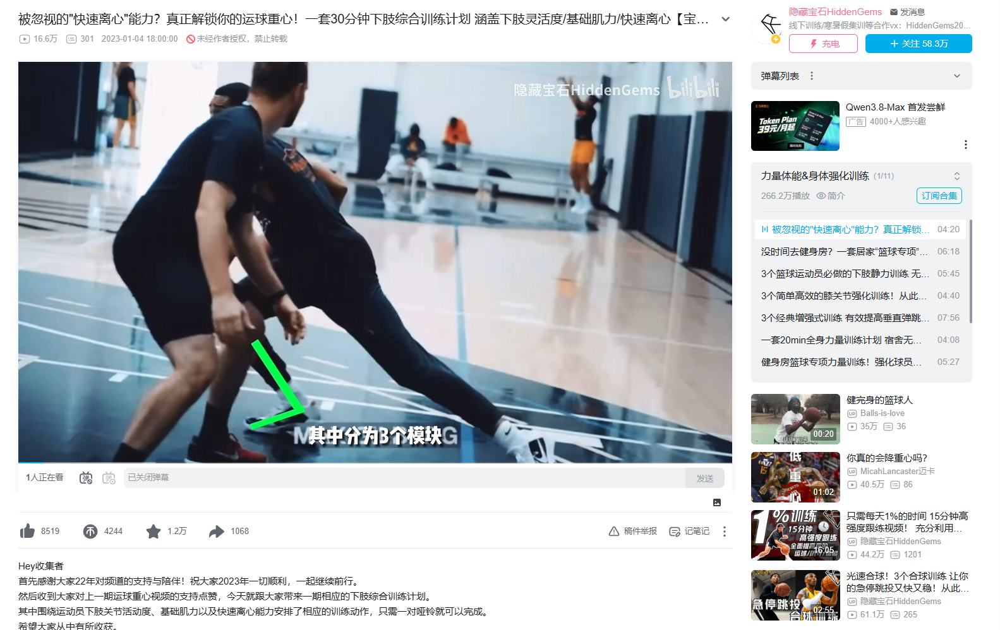 被忽视的"快速离心"能力？真正解锁你的运球重心！一套30分钟下肢综合训练计划 涵盖下肢灵活度/基础肌力/快速离心【宝…
16.6万 301 2023-01-04 18:00:00 未经作者授权，禁止转载
隐藏宝石HiddenGems bilibili
其中分为3个模块
1人正在看
已关闭弹幕
发送
8519 4244 1.2万 1068
稿件举报 记笔记
Hey收集者
首先感谢大家22年对频道的支持与陪伴！祝大家2023年一切顺利，一起继续前行。
然后收到大家对上一期运球重心视频的支持点赞，今天就跟大家带来一期相应的下肢综合训练计划。
其中围绕运动员下肢关节活动度、基础肌力以及快速离心能力安排了相应的训练动作，只需一对哑铃就可以完成。
希望大家从中有所收获。
隐藏宝石HiddenGems 发消息
线下训练/寒暑假集训等合作vx：HiddenGems20…
充电
+ 关注 58.3万
弹幕列表
Token Plan
39元/月起
Qwen3.8-Max 首发尝鲜
广告 4000+人感兴趣
力量体能&身体强化训练 (1/11)
266.2万播放 简介
订阅合集
被忽视的"快速离心"能力？真正解锁… 04:20
没时间去健身房？一套居家“篮球专项”… 06:18
3个篮球运动员必做的下肢静力训练 无… 05:45
3个简单高效的膝关节强化训练！从此… 04:40
3个经典增强式训练 有效提高垂直弹跳… 07:56
一套20min全身力量训练计划 宿舍无… 04:08
健身房篮球专项力量训练！强化球员… 05:27
00:20
健完身的篮球人
UP Balls-is-love
35万 36
低
重
心
01:02
你真的会降重心吗？
UP MicahLancaster迈卡
40.5万 86
1%训练
15分钟
高强度跟练
全面提高你的
16:05
只需每天1%的时间 15分钟高
强度跟练视频！ 充分利用…
UP 隐藏宝石HiddenGems
44.2万 1201
急停跳投
合球训练
02:55
光速合球！3个合球训练 让你
的急停跳投又快又稳！从此…
UP 隐藏宝石HiddenGems
61.1万 265